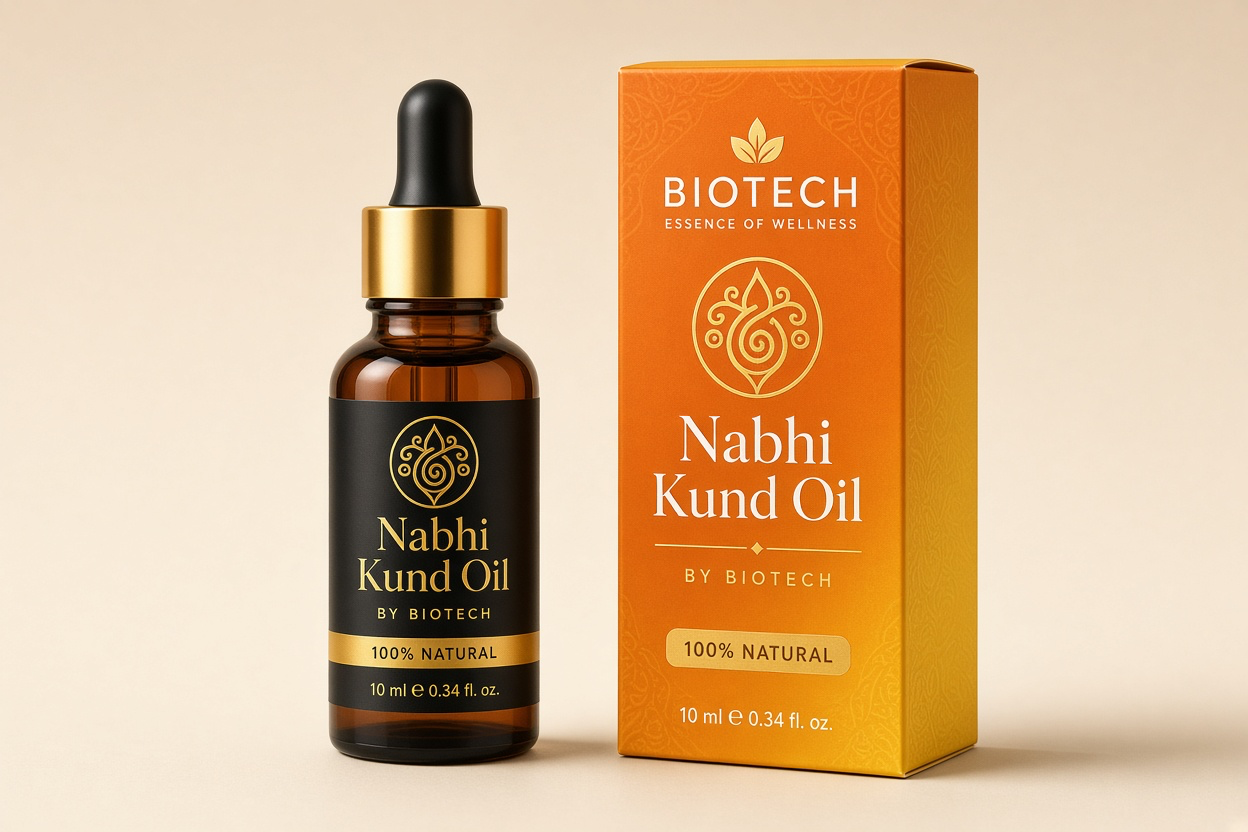 Nabhi
Kund Oil
BY BIOTECH
100% NATURAL
10 ml ℮ 0.34 fl. oz.
BIOTECH
ESSENCE OF WELLNESS
Nabhi
Kund Oil
BY BIOTECH
100% NATURAL
10 ml ℮ 0.34 fl. oz.